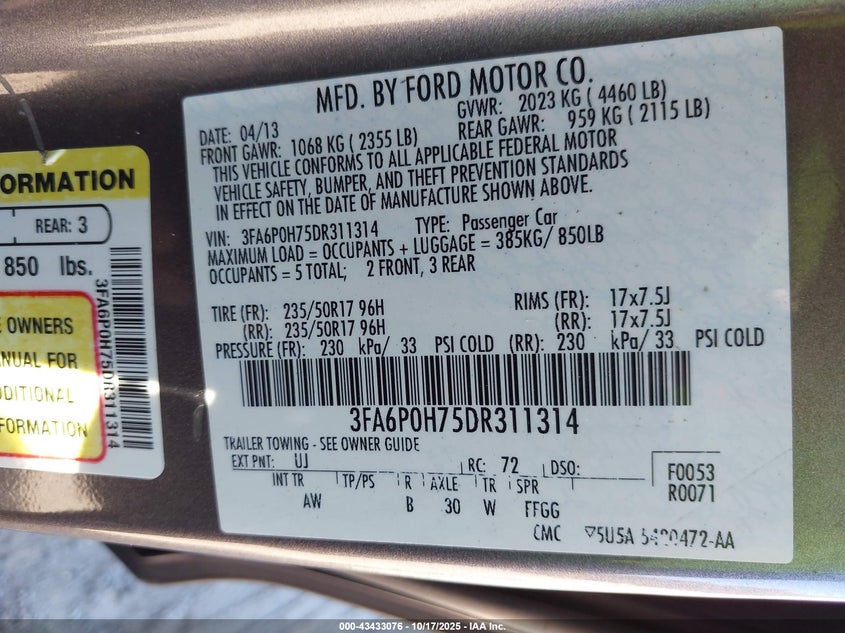 ORMATION
REAR: 3
850 lbs.
E OWNERS
ANUAL FOR
DDITIONAL
FORMATION
3FA6P0H75DR311314
MFD. BY FORD MOTOR CO.
DATE: 04/13 GVWR: 2023 KG ( 4460 LB)
FRONT GAWR: 1068 KG ( 2355 LB) REAR GAWR: 959 KG ( 2115 LB)
THIS VEHICLE CONFORMS TO ALL APPLICABLE FEDERAL MOTOR
VEHICLE SAFETY, BUMPER, AND THEFT PREVENTION STANDARDS
IN EFFECT ON THE DATE OF MANUFACTURE SHOWN ABOVE.
VIN: 3FA6P0H75DR311314 TYPE: Passenger Car
MAXIMUM LOAD = OCCUPANTS + LUGGAGE = 385KG/ 850LB
OCCUPANTS = 5 TOTAL; 2 FRONT, 3 REAR
TIRE (FR): 235/50R17 96H RIMS (FR): 17x7.5J
(RR): 235/50R17 96H (RR): 17x7.5J
PRESSURE (FR): 230 kPa/ 33 PSI COLD (RR): 230 kPa/ 33 PSI COLD
3FA6P0H75DR311314
TRAILER TOWING - SEE OWNER GUIDE
EXT PNT: UJ RC: 72 DSO: F0053
INT TR TP/PS R AXLE TR SPR R0071
AW B 30 W FFGG
CMC 5U5A 5420472-AA
000-43433076 | 10/17/2025 | IAA Inc.